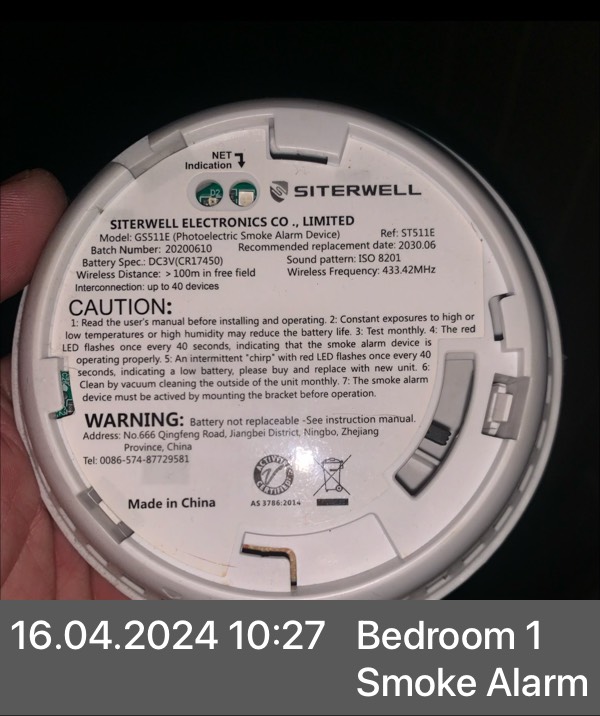 NET
Indication
D2
SITERWELL
SITERWELL ELECTRONICS CO ., LIMITED
Model: GS511E (Photoelectric Smoke Alarm Device) Ref: ST511E
Batch Number: 20200610 Recommended replacement date: 2030.06
Battery Spec.: DC3V(CR17450) Sound pattern: ISO 8201
Wireless Distance: > 100m in free field Wireless Frequency: 433.42MHz
Interconnection: up to 40 devices
CAUTION:
1: Read the user's manual before installing and operating. 2: Constant exposures to high or
low temperatures or high humidity may reduce the battery life. 3: Test monthly. 4: The red
LED flashes once every 40 seconds, indicating that the smoke alarm device is
operating properly. 5: An intermittent "chirp" with red LED flashes once every 40
seconds, indicating a low battery, please buy and replace with new unit. 6:
Clean by vacuum cleaning the outside of the unit monthly. 7: The smoke alarm
device must be actived by mounting the bracket before operation.
WARNING: Battery not replaceable -See instruction manual.
Address: No.666 Qingfeng Road, Jiangbei District, Ningbo, Zhejiang
Province, China
Tel: 0086-574-87729581
Made in China
AS 3786:2014
16.04.2024 10:27 Bedroom 1
Smoke Alarm